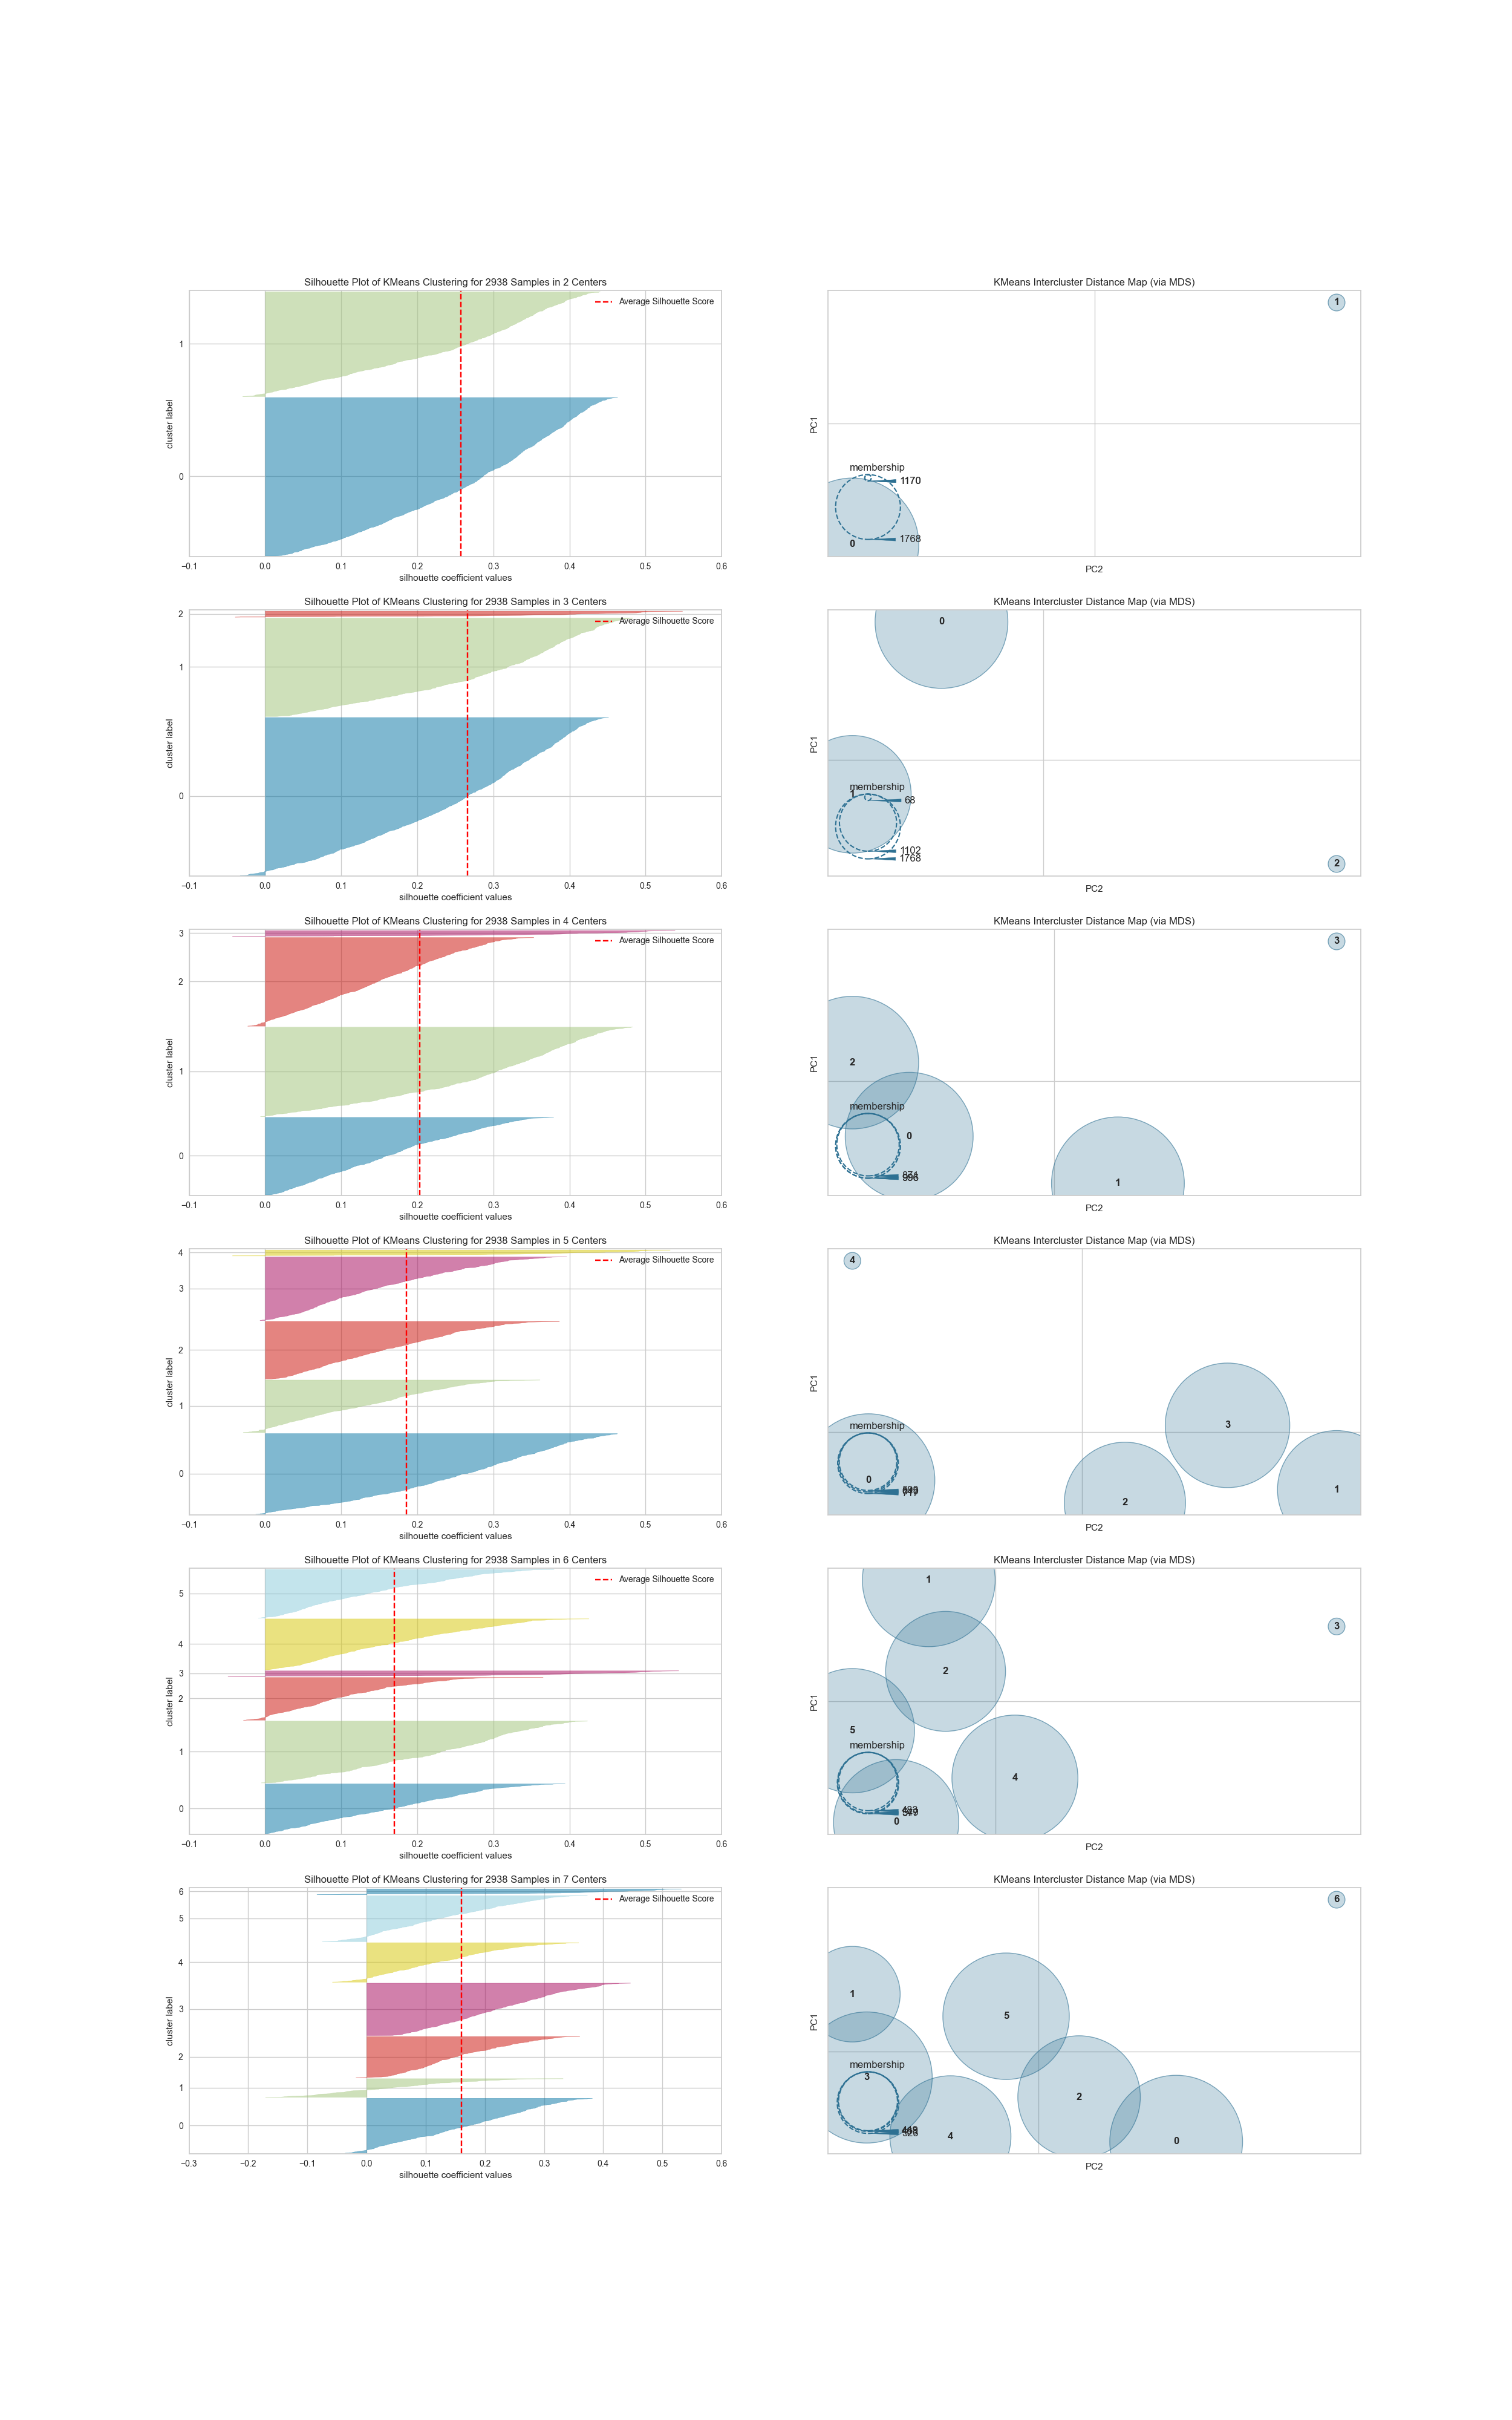 Silhouette Plot of KMeans Clustering for 2938 Samples in 2 Centers
Average Silhouette Score
1
0
cluster label
−0.1 0.0 0.1 0.2 0.3 0.4 0.5 0.6
silhouette coefficient values
KMeans Intercluster Distance Map (via MDS)
1
PC1
membership
1170
1768
0
PC2
Silhouette Plot of KMeans Clustering for 2938 Samples in 3 Centers
Average Silhouette Score
2
1
0
cluster label
−0.1 0.0 0.1 0.2 0.3 0.4 0.5 0.6
silhouette coefficient values
KMeans Intercluster Distance Map (via MDS)
0
PC1
membership
1
68
1102
1768
2
PC2
Silhouette Plot of KMeans Clustering for 2938 Samples in 4 Centers
Average Silhouette Score
3
2
1
0
cluster label
−0.1 0.0 0.1 0.2 0.3 0.4 0.5 0.6
silhouette coefficient values
KMeans Intercluster Distance Map (via MDS)
3
2
PC1
membership
0
1
PC2
Silhouette Plot of KMeans Clustering for 2938 Samples in 5 Centers
Average Silhouette Score
4
3
2
1
0
cluster label
−0.1 0.0 0.1 0.2 0.3 0.4 0.5 0.6
silhouette coefficient values
KMeans Intercluster Distance Map (via MDS)
4
PC1
3
membership
0
1
2
PC2
Silhouette Plot of KMeans Clustering for 2938 Samples in 6 Centers
Average Silhouette Score
5
4
3
2
1
0
cluster label
−0.1 0.0 0.1 0.2 0.3 0.4 0.5 0.6
silhouette coefficient values
KMeans Intercluster Distance Map (via MDS)
1
3
2
PC1
5
membership
4
0
PC2
Silhouette Plot of KMeans Clustering for 2938 Samples in 7 Centers
Average Silhouette Score
6
5
4
3
2
1
0
cluster label
−0.3 −0.2 −0.1 0.0 0.1 0.2 0.3 0.4 0.5 0.6
silhouette coefficient values
KMeans Intercluster Distance Map (via MDS)
6
1
5
PC1
membership
3
2
4
0
PC2